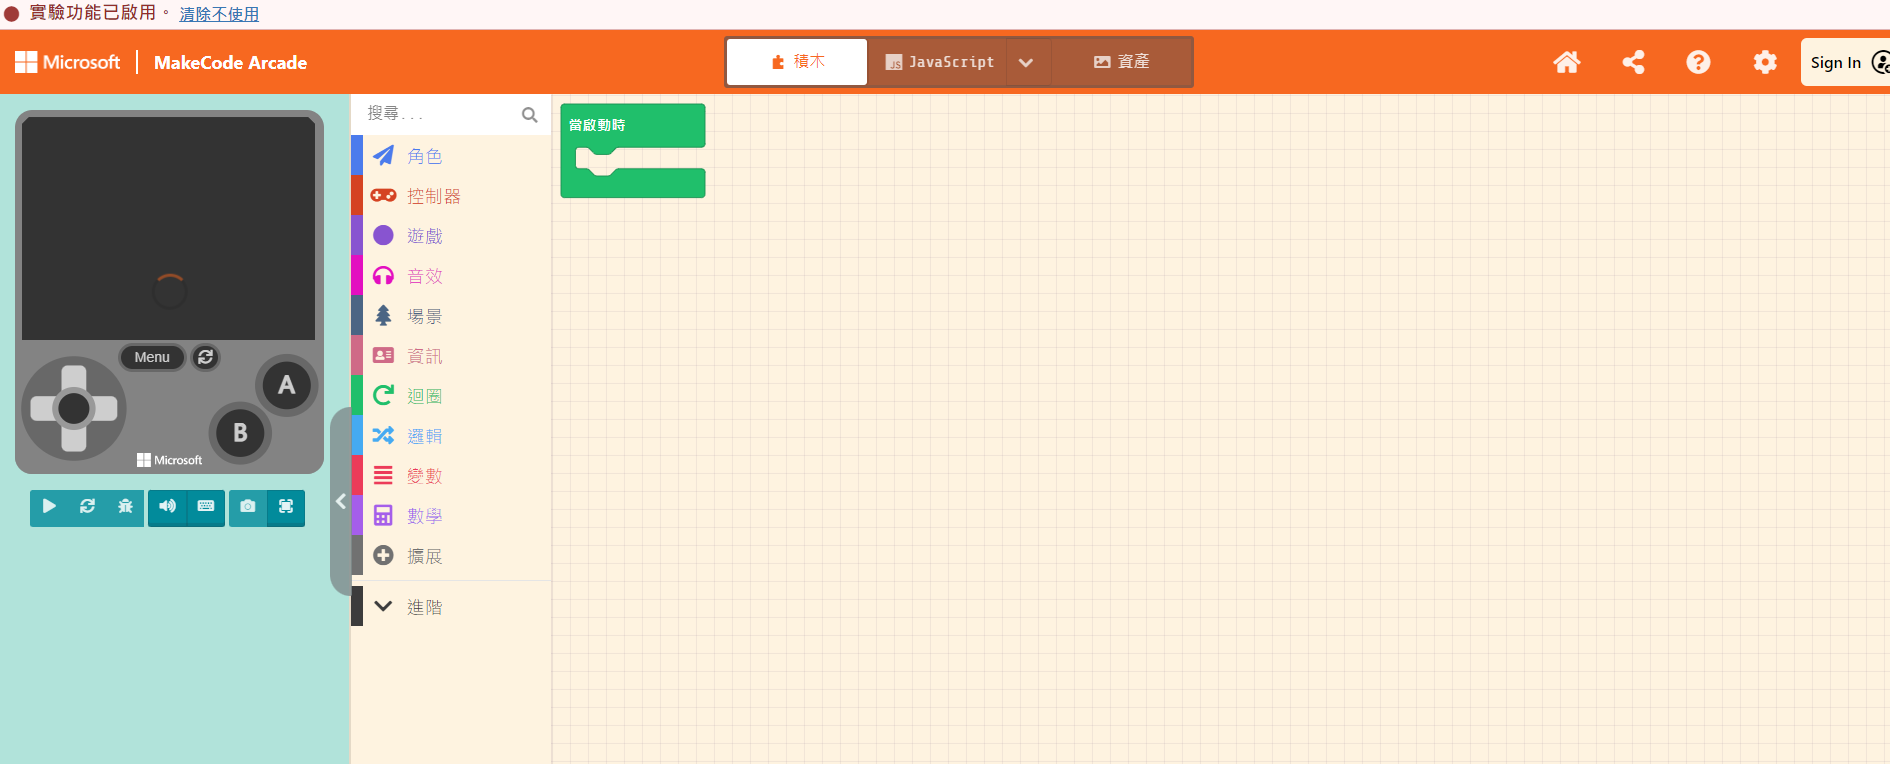 實驗功能已啟用。 清除不使用
Microsoft MakeCode Arcade
積木
JavaScript
資產
Sign In
Menu
A
B
Microsoft
搜尋...
角色
控制器
遊戲
音效
場景
資訊
迴圈
邏輯
變數
數學
擴展
進階
當啟動時